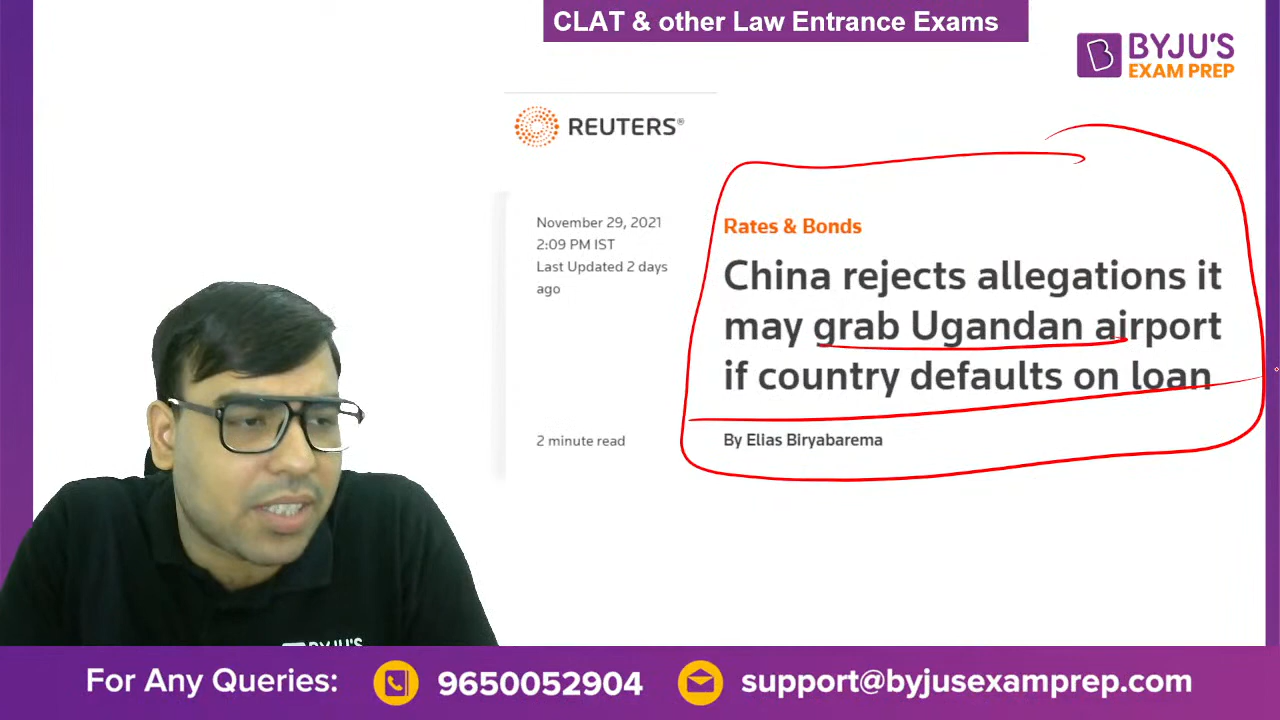 CLAT & other Law Entrance Exams
BYJU'S
EXAM PREP
REUTERS®
November 29, 2021
2:09 PM IST
Last Updated 2 days
ago
2 minute read
Rates & Bonds
China rejects allegations it
may grab Ugandan airport
if country defaults on loan
By Elias Biryabarema
BYJU'S
For Any Queries:
9650052904
support@byjusexamprep.com